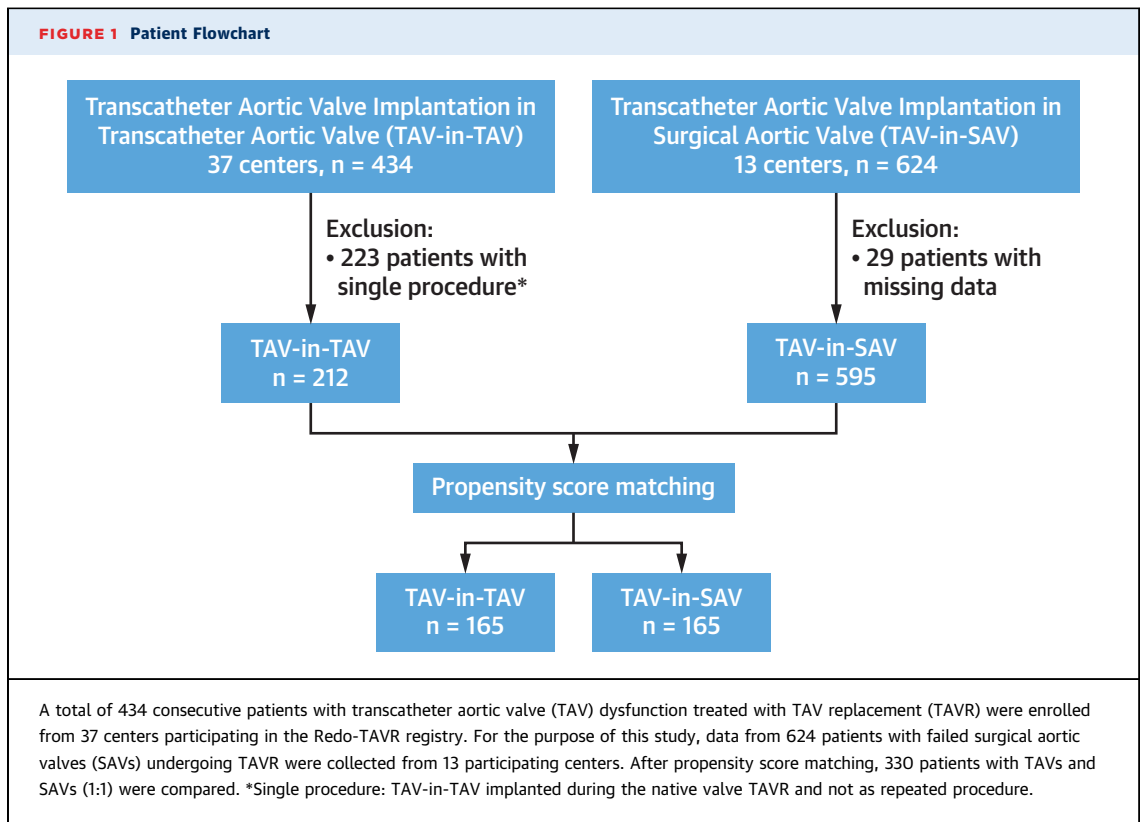 FIGURE 1 Patient Flowchart
Transcatheter Aortic Valve Implantation in
Transcatheter Aortic Valve (TAV-in-TAV)
37 centers, n = 434
Transcatheter Aortic Valve Implantation in
Surgical Aortic Valve (TAV-in-SAV)
13 centers, n = 624
Exclusion:
• 223 patients with
single procedure*
Exclusion:
• 29 patients with
missing data
TAV-in-TAV
n = 212
TAV-in-SAV
n = 595
Propensity score matching
TAV-in-TAV
n = 165
TAV-in-SAV
n = 165
A total of 434 consecutive patients with transcatheter aortic valve (TAV) dysfunction treated with TAV replacement (TAVR) were enrolled
from 37 centers participating in the Redo-TAVR registry. For the purpose of this study, data from 624 patients with failed surgical aortic
valves (SAVs) undergoing TAVR were collected from 13 participating centers. After propensity score matching, 330 patients with TAVs and
SAVs (1:1) were compared. *Single procedure: TAV-in-TAV implanted during the native valve TAVR and not as repeated procedure.